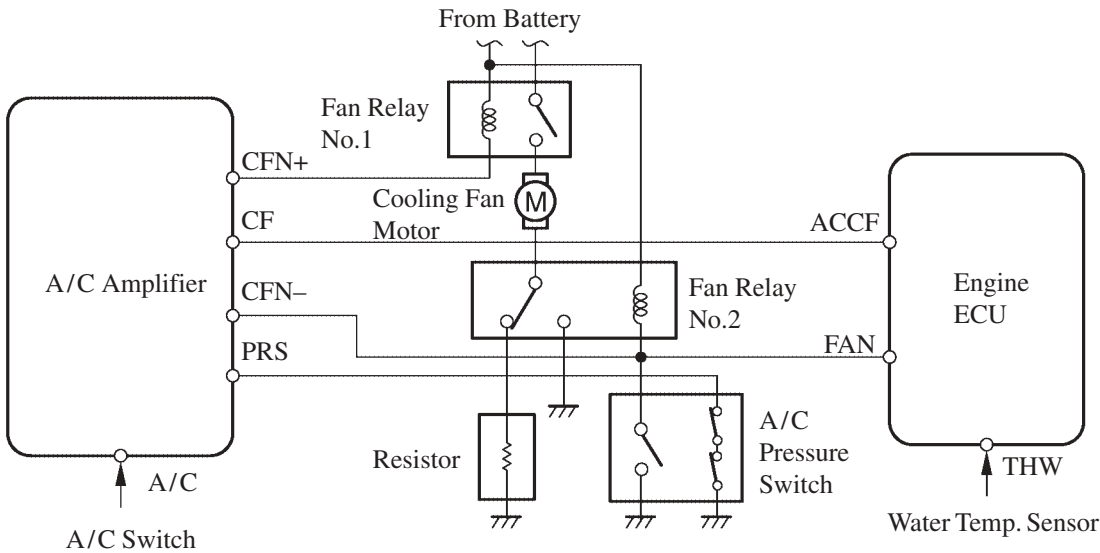 From Battery
Fan Relay
No.1
CFN+
Cooling Fan
Motor
M
CF
ACCF
A/C Amplifier
Engine
ECU
CFN–
Fan Relay
No.2
PRS
FAN
A/C
Pressure
Switch
Resistor
A/C
THW
A/C Switch
Water Temp. Sensor